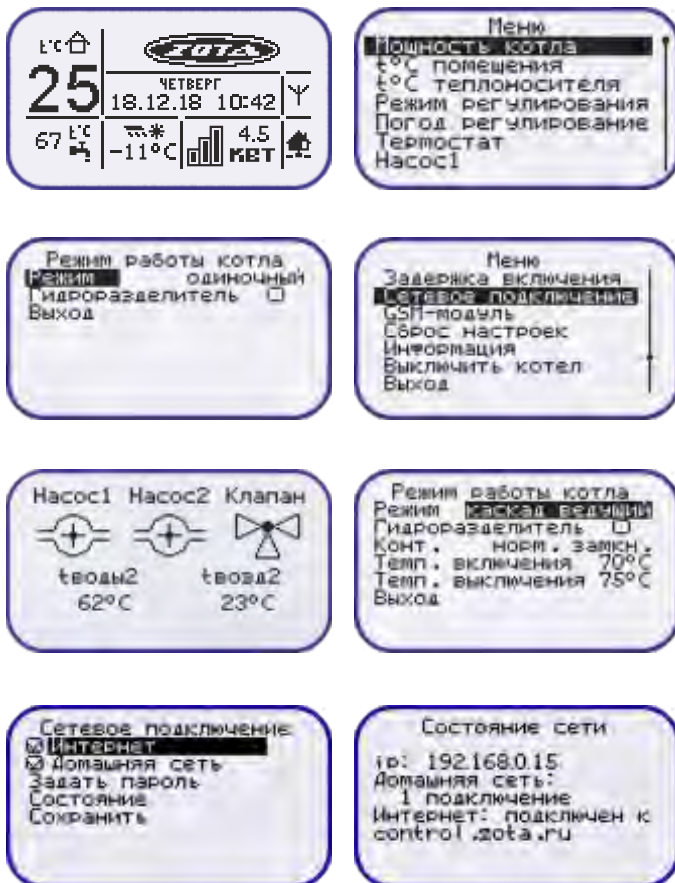 t°C
ZOTA
25
ЧЕТВЕРГ
18.12.18 10:42
67 t°C
-11°C
4.5
КВТ
Меню
Мощность котла
t°C помещения
t°C теплоносителя
Режим регулирования
Погод регулирование
Термостат
Насос1
Режим работы котла
Режим одиночный
Гидроразделитель
Выход
Меню
Задержка включения
Сетевое подключение
GSM-модуль
Сброс настроек
Информация
Выключить котел
Выход
Насос1 Насос2 Клапан
tводы2 tвозд2
62°C 23°C
Режим работы котла
Режим каскад ведущий
Гидроразделитель
Конт. норм. замкн.
Темп. включения 70°C
Темп. выключения 75°C
Выход
Сетевое подключение
Интернет
Домашняя сеть
Задать пароль
Состояние
Сохранить
Состояние сети
ip: 192.168.0.15
Домашняя сеть:
1 подключение
Интернет: подключен к
control.zota.ru